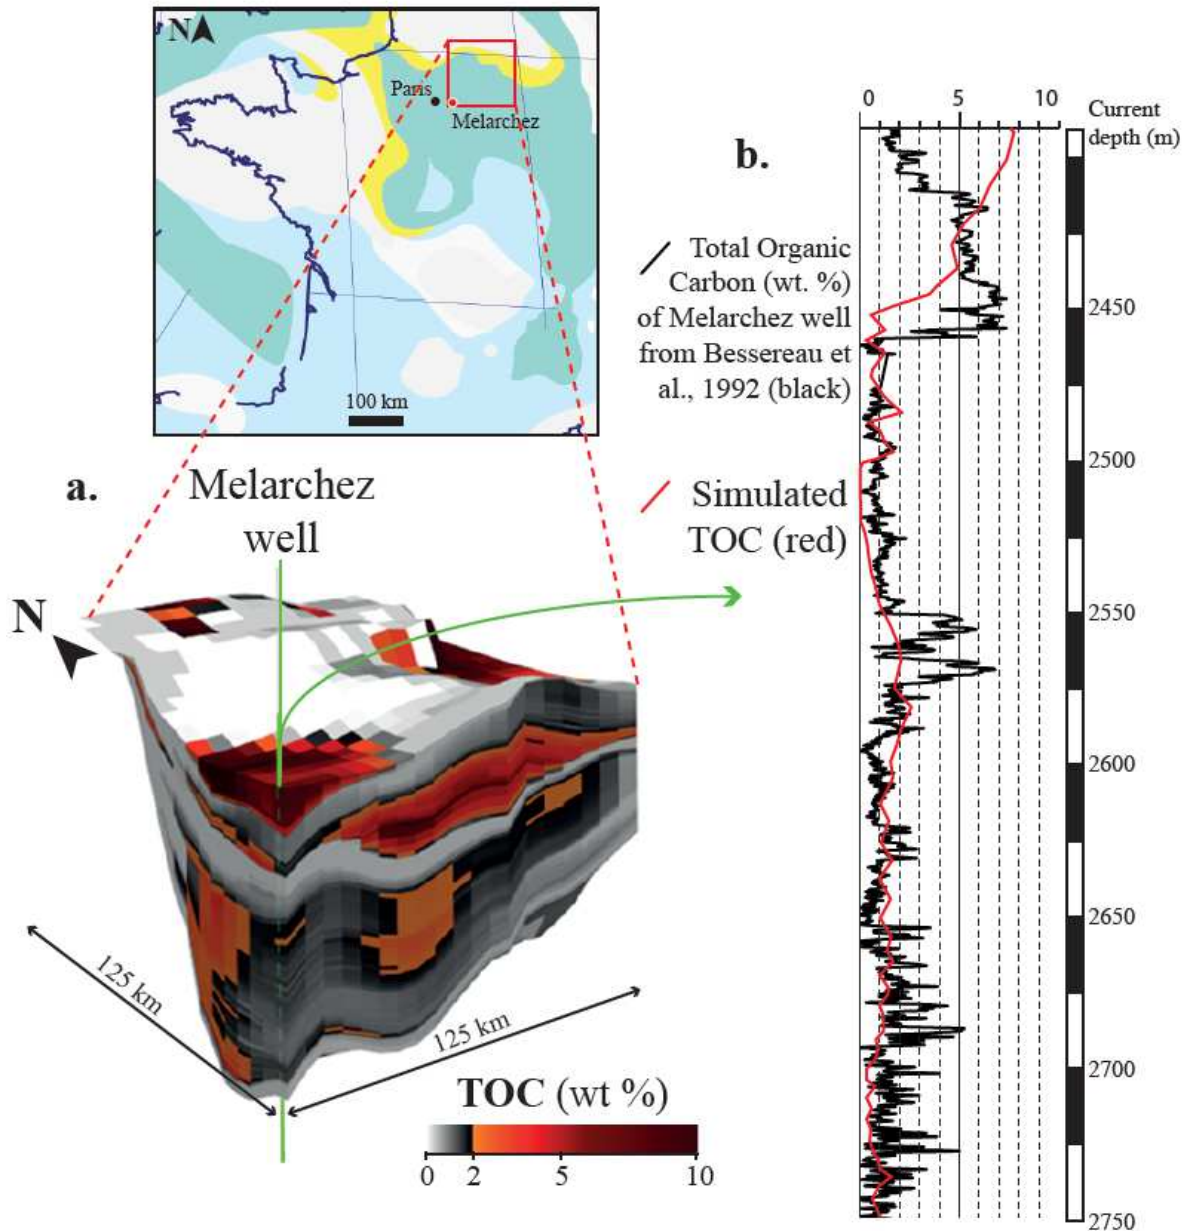 N
Paris
Melarchez
100 km
a.
Melarchez
well
N
125 km
125 km
TOC (wt %)
0 2 5 10
b.
Total Organic
Carbon (wt. %)
of Melarchez well
from Bessereau et
al., 1992 (black)
Simulated
TOC (red)
0 5 10
Current
depth (m)
2450
2500
2550
2600
2650
2700
2750